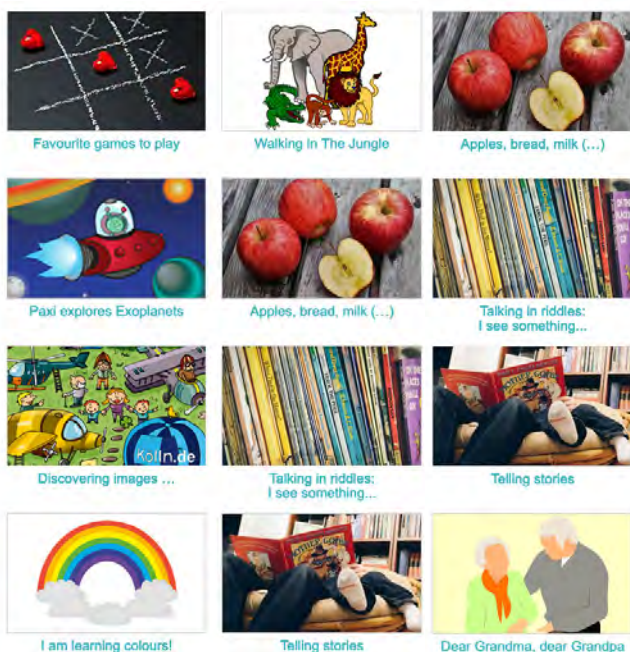 Favourite games to play
Walking In The Jungle
Apples, bread, milk (...)
Paxi explores Exoplanets
Apples, bread, milk (...)
Talking in riddles:
I see something...
Discovering images ...
Kölln.de
Talking in riddles:
I see something...
Telling stories
I am learning colours!
Telling stories
Dear Grandma, dear Grandpa